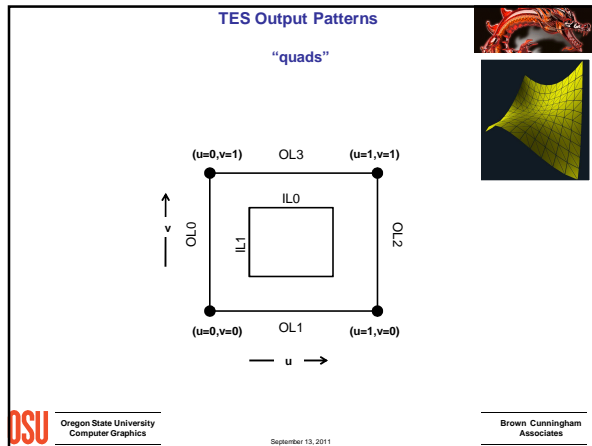 TES Output Patterns
“quads”
(u=0,v=1)
OL3
(u=1,v=1)
IL0
v
OL0
IL1
OL2
(u=0,v=0)
OL1
(u=1,v=0)
u
OSU
Oregon State University
Computer Graphics
September 13, 2011
Brown Cunningham
Associates